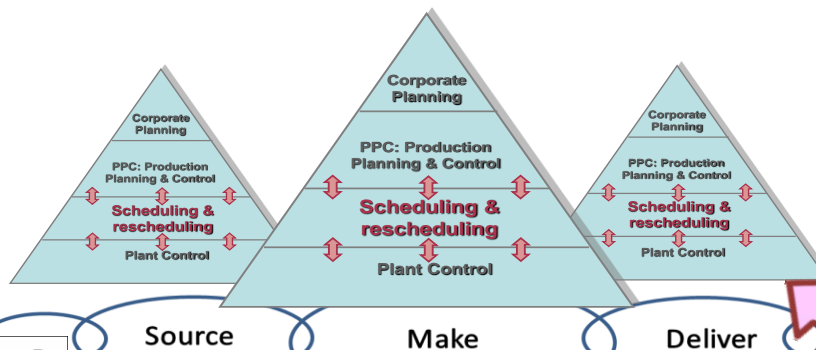 Corporate
Planning
PPC: Production
Planning & Control
Scheduling &
rescheduling
Plant Control
Corporate
Planning
PPC: Production
Planning & Control
Scheduling &
rescheduling
Plant Control
Corporate
Planning
PPC: Production
Planning & Control
Scheduling &
rescheduling
Plant Control
Source
Make
Deliver